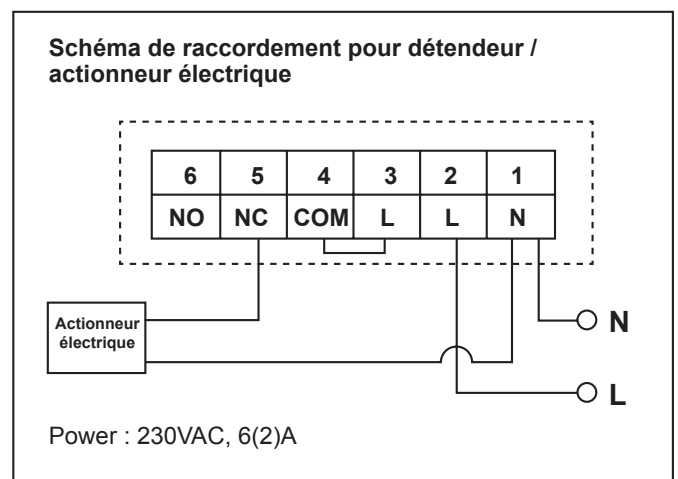 Schéma de raccordement pour détendeur /
actionneur électrique
6 5 4 3 2 1
NO NC COM L L N
Actionneur
électrique
N
L
Power : 230VAC, 6(2)A